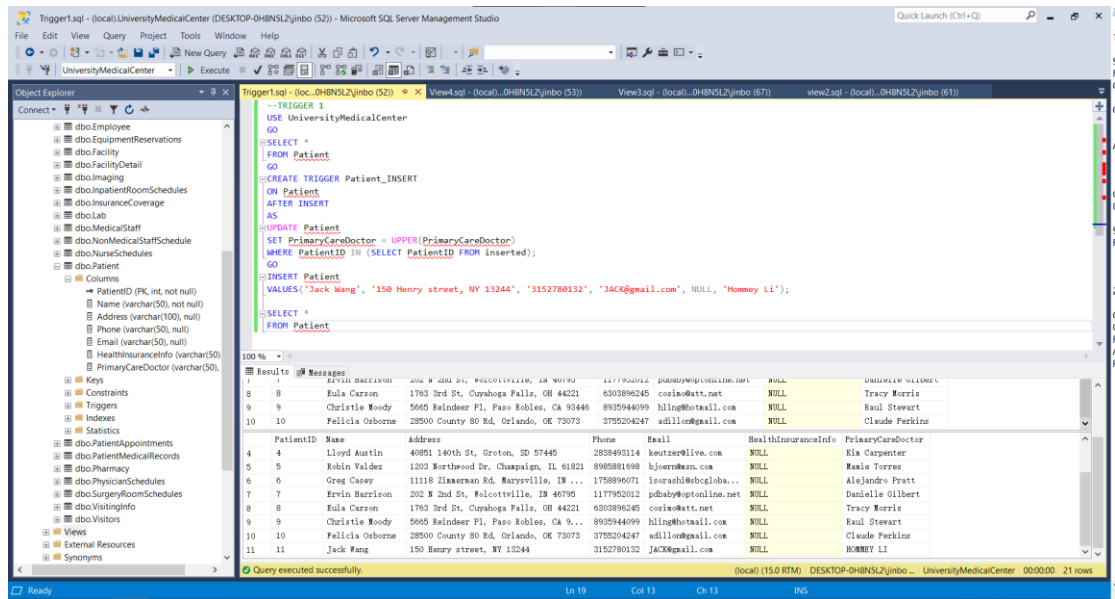 Trigger1.sql - (local).UniversityMedicalCenter (DESKTOP-0H8N5L2\jinbo (52)) - Microsoft SQL Server Management Studio
Quick Launch (Ctrl+Q)
File Edit View Query Project Tools Window Help
New Query
UniversityMedicalCenter Execute
Object Explorer
Connect
dbo.Employee
dbo.EquipmentReservations
dbo.Facility
dbo.FacilityDetail
dbo.Imaging
dbo.InpatientRoomSchedules
dbo.InsuranceCoverage
dbo.Lab
dbo.MedicalStaff
dbo.NonMedicalStaffSchedule
dbo.NurseSchedules
dbo.Patient
Columns
PatientID (PK, int, not null)
Name (varchar(50), not null)
Address (varchar(100), null)
Phone (varchar(50), null)
Email (varchar(50), null)
HealthInsuranceInfo (varchar(50),
PrimaryCareDoctor (varchar(50),
Keys
Constraints
Triggers
Indexes
Statistics
dbo.PatientAppointments
dbo.PatientMedicalRecords
dbo.Pharmacy
dbo.PhysicianSchedules
dbo.SurgeryRoomSchedules
dbo.VisitingInfo
dbo.Visitors
Views
External Resources
Synonyms
Trigger1.sql - (loc...0H8N5L2\jinbo (52)) View4.sql - (local)...0H8N5L2\jinbo (53)) View3.sql - (local)...0H8N5L2\jinbo (67)) view2.sql - (local)...0H8N5L2\jinbo (61))
--TRIGGER 1
USE UniversityMedicalCenter
GO
SELECT *
FROM Patient
GO
CREATE TRIGGER Patient_INSERT
ON Patient
AFTER INSERT
AS
UPDATE Patient
SET PrimaryCareDoctor = UPPER(PrimaryCareDoctor)
WHERE PatientID IN (SELECT PatientID FROM inserted);
GO
INSERT Patient
VALUES('Jack Wang', '150 Henry street, NY 13244', '3152780132', 'JACK@gmail.com', NULL, 'Hommey Li');
SELECT *
FROM Patient
100 %
Results Messages
7 7 Ervin Harrison 202 N 2nd St, Wolcottville, IN 46795 1177952012 pdbaby@optonline.net NULL Danielle Gilbert
8 8 Eula Carson 1763 3rd St, Cuyahoga Falls, OH 44221 6303896245 cosimo@att.net NULL Tracy Morris
9 9 Christie Moody 5665 Reindeer Pl, Paso Robles, CA 93446 8935944099 hling@hotmail.com NULL Raul Stewart
10 10 Felicia Osborne 28500 County 80 Rd, Orlando, OK 73073 3755204247 adillon@gmail.com NULL Claude Perkins
PatientID Name Address Phone Email HealthInsuranceInfo PrimaryCareDoctor
4 4 Lloyd Austin 40851 140th St, Groton, SD 57445 2838493114 keutzer@live.com NULL Kim Carpenter
5 5 Robin Valdez 1203 Northwood Dr, Champaign, IL 61821 8985881698 bjoern@msn.com NULL Mamie Torres
6 6 Greg Casey 11118 Zimmerman Rd, Marysville, IN ... 1758896071 isorashi@sbcgloba... NULL Alejandro Pratt
7 7 Ervin Harrison 202 N 2nd St, Wolcottville, IN 46795 1177952012 pdbaby@optonline.net NULL Danielle Gilbert
8 8 Eula Carson 1763 3rd St, Cuyahoga Falls, OH 44221 6303896245 cosimo@att.net NULL Tracy Morris
9 9 Christie Moody 5665 Reindeer Pl, Paso Robles, CA 9... 8935944099 hling@hotmail.com NULL Raul Stewart
10 10 Felicia Osborne 28500 County 80 Rd, Orlando, OK 73073 3755204247 adillon@gmail.com NULL Claude Perkins
11 11 Jack Wang 150 Henry street, NY 13244 3152780132 JACK@gmail.com NULL HOMMEY LI
Query executed successfully. (local) (15.0 RTM) DESKTOP-0H8N5L2\jinbo ... UniversityMedicalCenter 00:00:00 21 rows
Ready Ln 19 Col 13 Ch 13 INS